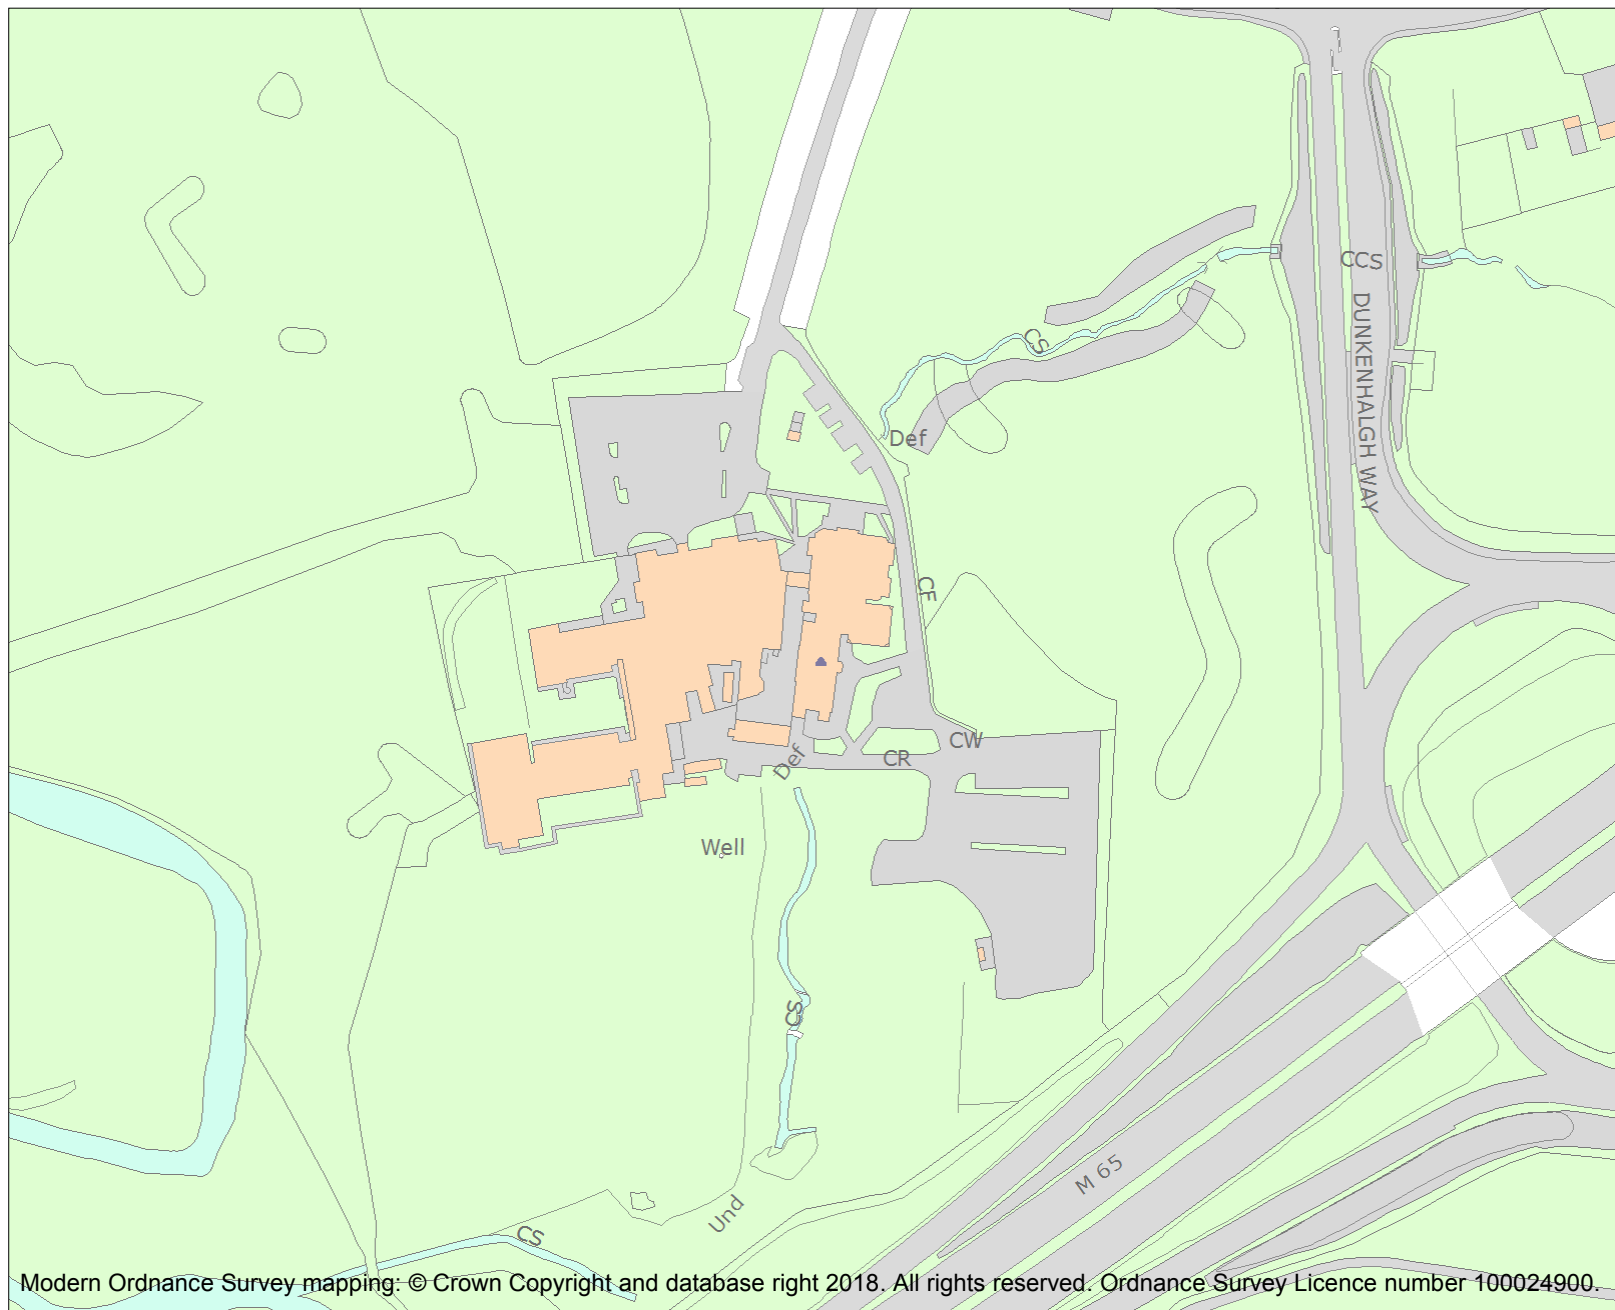 CCS
DUNKENHALGH WAY
CS
Def
CF
CW
CR
Def
Well
CS
M 65
Und
CS
Modern Ordnance Survey mapping: © Crown Copyright and database right 2018. All rights reserved. Ordnance Survey Licence number 100024900.